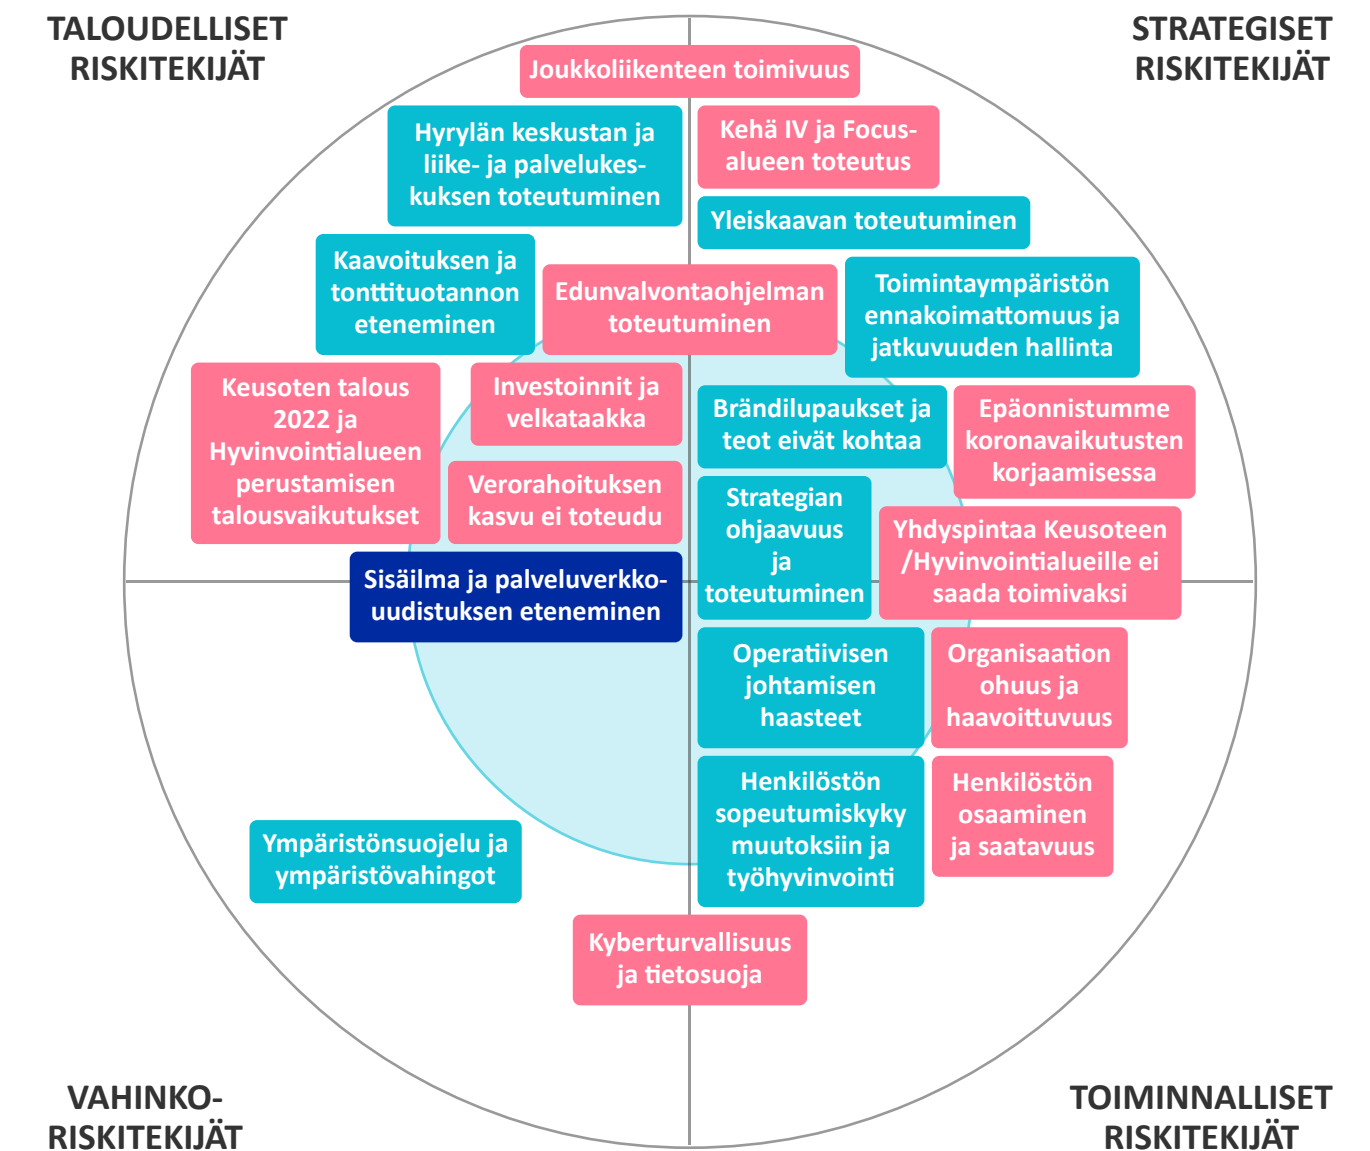 TALOUDELLISET
RISKITEKIJÄT
STRATEGISET
RISKITEKIJÄT
Joukkoliikenteen toimivuus
Hyrylän keskustan ja
liike- ja palvelukes-
kuksen toteutuminen
Kehä IV ja Focus-
alueen toteutus
Yleiskaavan toteutuminen
Kaavoituksen ja
tonttituotannon
eteneminen
Edunvalvontaohjelman
toteutuminen
Toimintaympäristön
ennakoimattomuus ja
jatkuvuuden hallinta
Keusoten talous
2022 ja
Hyvinvointialueen
perustamisen
talousvaikutukset
Investoinnit ja
velkataakka
Brändilupaukset ja
teot eivät kohtaa
Epäonnistumme
koronavaikutusten
korjaamisessa
Verorahoituksen
kasvu ei toteudu
Strategian
ohjaavuus
ja
toteutuminen
Yhdyspintaa Keusoteen
/Hyvinvointialueille ei
saada toimivaksi
Sisäilma ja palveluverkko-
uudistuksen eteneminen
Operatiivisen
johtamisen
haasteet
Organisaation
ohuus ja
haavoittuvuus
Henkilöstön
sopeutumiskyky
muutoksiin ja
työhyvinvointi
Henkilöstön
osaaminen
ja saatavuus
Ympäristönsuojelu ja
ympäristövahingot
Kyberturvallisuus
ja tietosuoja
VAHINKO-
RISKITEKIJÄT
TOIMINNALLISET
RISKITEKIJÄT